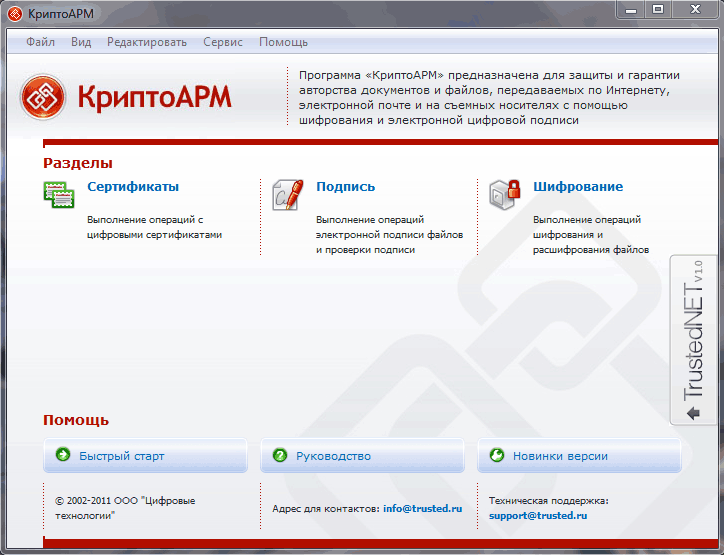 КриптоАРМ
Файл Вид Редактировать Сервис Помощь
КриптоАРМ
Программа «КриптоАРМ» предназначена для защиты и гарантии
авторства документов и файлов, передаваемых по Интернету,
электронной почте и на съемных носителях с помощью
шифрования и электронной цифровой подписи
Разделы
Сертификаты
Выполнение операций с
цифровыми сертификатами
Подпись
Выполнение операций
электронной подписи файлов
и проверки подписи
Шифрование
Выполнение операций
шифрования и
расшифрования файлов
TrustedNET v 1.0
Помощь
Быстрый старт
Руководство
Новинки версии
© 2002-2011 ООО "Цифровые
технологии"
Адрес для контактов: info@trusted.ru
Техническая поддержка:
support@trusted.ru